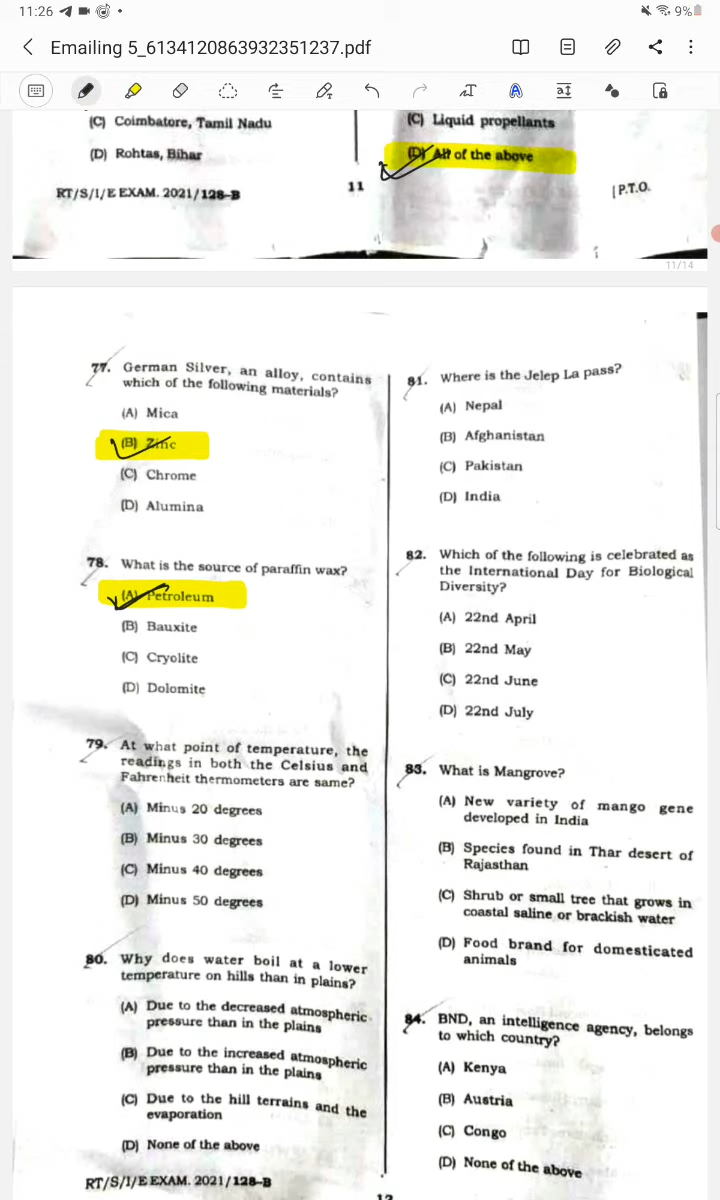 11:26
9%
Emailing 5_6134120863932351237.pdf
(C) Coimbatore, Tamil Nadu
(D) Rohtas, Bihar
RT/S/I/E EXAM. 2021/128-B
11
(C) Liquid propellants
(D) All of the above
[P.T.O.
11/14
77. German Silver, an alloy, contains
which of the following materials?
(A) Mica
(B) Zinc
(C) Chrome
(D) Alumina
78. What is the source of paraffin wax?
(A) Petroleum
(B) Bauxite
(C) Cryolite
(D) Dolomite
79. At what point of temperature, the
readings in both the Celsius and
Fahrenheit thermometers are same?
(A) Minus 20 degrees
(B) Minus 30 degrees
(C) Minus 40 degrees
(D) Minus 50 degrees
80. Why does water boil at a lower
temperature on hills than in plains?
(A) Due to the decreased atmospheric
pressure than in the plains
(B) Due to the increased atmospheric
pressure than in the plains
(C) Due to the hill terrains and the
evaporation
(D) None of the above
RT/S/I/E EXAM. 2021/128-B
81. Where is the Jelep La pass?
(A) Nepal
(B) Afghanistan
(C) Pakistan
(D) India
82. Which of the following is celebrated as
the International Day for Biological
Diversity?
(A) 22nd April
(B) 22nd May
(C) 22nd June
(D) 22nd July
83. What is Mangrove?
(A) New variety of mango gene
developed in India
(B) Species found in Thar desert of
Rajasthan
(C) Shrub or small tree that grows in
coastal saline or brackish water
(D) Food brand for domesticated
animals
84. BND, an intelligence agency, belongs
to which country?
(A) Kenya
(B) Austria
(C) Congo
(D) None of the above
12